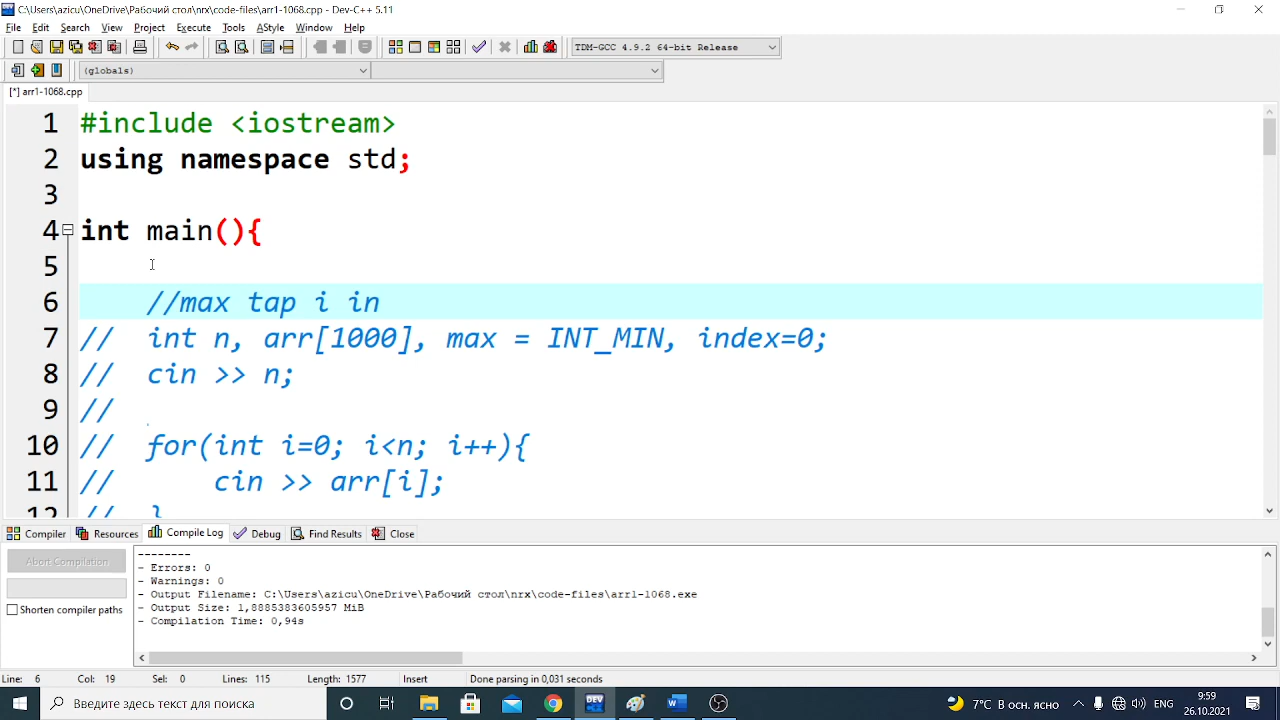 C:\Users\azicu\OneDrive\Рабочий стол\nrx\code-files\arr1-1068.cpp - Dev-C++ 5.11
File Edit Search View Project Execute Tools AStyle Window Help
TDM-GCC 4.9.2 64-bit Release
(globals)
[*] arr1-1068.cpp
1 #include <iostream>
2 using namespace std;
3
4 int main(){
5
6 //max tap i in
7 // int n, arr[1000], max = INT_MIN, index=0;
8 // cin >> n;
9 //
10 // for(int i=0; i<n; i++){
11 // cin >> arr[i];
12 // }
Compiler Resources Compile Log Debug Find Results Close
Abort Compilation
Shorten compiler paths
--------
- Errors: 0
- Warnings: 0
- Output Filename: C:\Users\azicu\OneDrive\Рабочий стол\nrx\code-files\arr1-1068.exe
- Output Size: 1,8885383605957 MiB
- Compilation Time: 0,94s
Line: 6 Col: 19 Sel: 0 Lines: 115 Length: 1577 Insert Done parsing in 0,031 seconds
Введите здесь текст для поиска
DEV
7°C В осн. ясно
ENG
9:59
26.10.2021